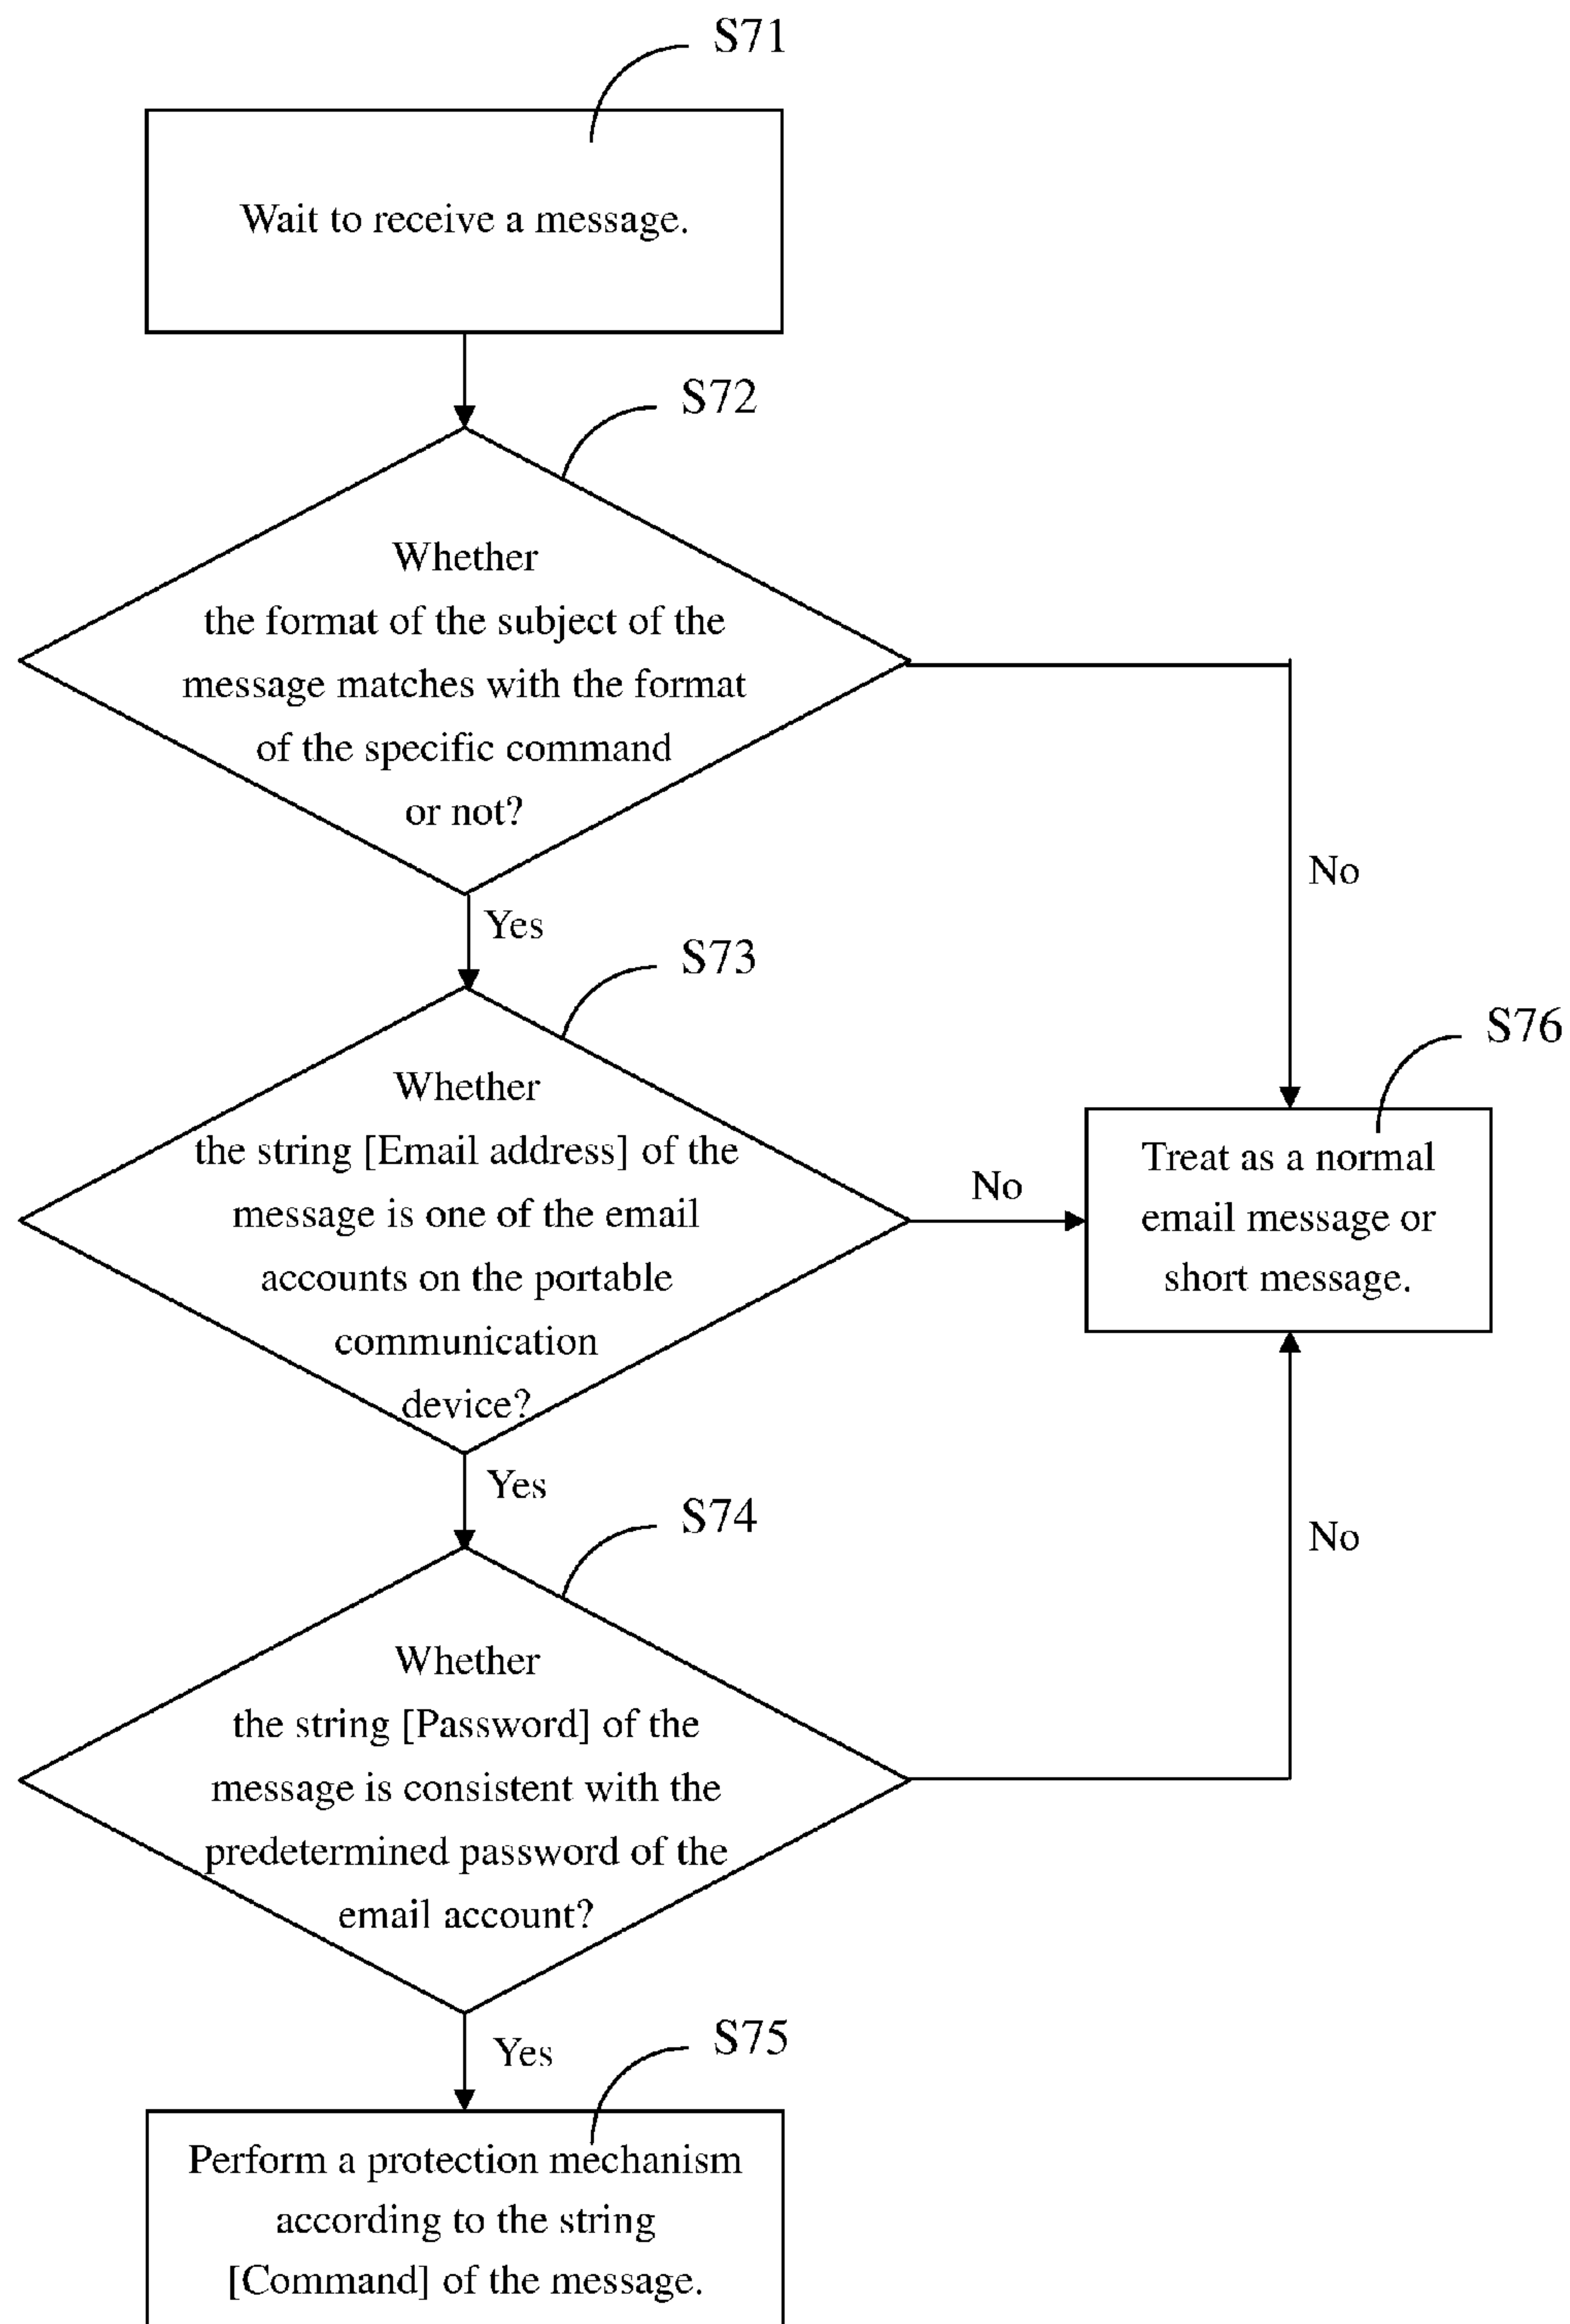 S71
Wait to receive a message.
S72
Whether
the format of the subject of the
message matches with the format
of the specific command
or not?
No
Yes
S73
Whether
the string [Email address] of the
message is one of the email
accounts on the portable
communication
device?
No
S76
Treat as a normal
email message or
short message.
Yes
S74
Whether
the string [Password] of the
message is consistent with the
predetermined password of the
email account?
No
Yes
S75
Perform a protection mechanism
according to the string
[Command] of the message.